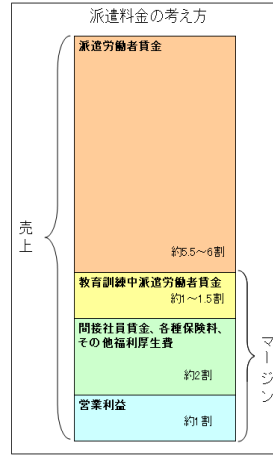 派遣料金の考え方
派遣労働者賃金
約5.5～6割
売上
教育訓練中派遣労働者賃金
約1～1.5割
間接社員賃金、各種保険料、
その他福利厚生費
約2割
マージン
営業利益
約1割